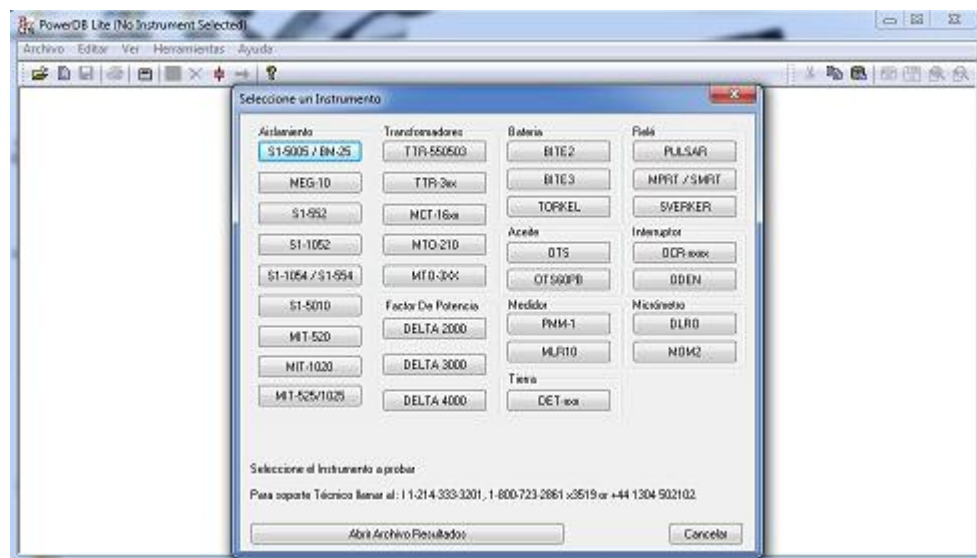 PowerDB Lite (No Instrument Selected)
Archivo Editar Ver Herramientas Ayuda
Seleccione un Instrumento
Aislamiento
S1-5005 / BM-25
MEG-10
S1-552
S1-1052
S1-1054 / S1-554
S1-5010
MIT-520
MIT-1020
MIT-525/1025
Transformadores
TTR-550503
TTR-3xx
MCT-16xx
MTO-210
MTO-3XX
Factor De Potencia
DELTA 2000
DELTA 3000
DELTA 4000
Bateria
BITE2
BITE3
TORKEL
Aceite
OTS
OTS60PB
Medidor
PMM-1
MLR10
Tierra
DET-xxx
Relé
PULSAR
MPRT / SMRT
SVERKER
Interruptor
OCR-xxxx
ODEN
Micrómetro
DLRO
MOM2
Seleccione el Instrumento a probar
Para soporte Técnico llamar al: 1 1-214-333-3201, 1-800-723-2861 x3519 or +44 1304 502102
Abrir Archivo Resultados
Cancelar